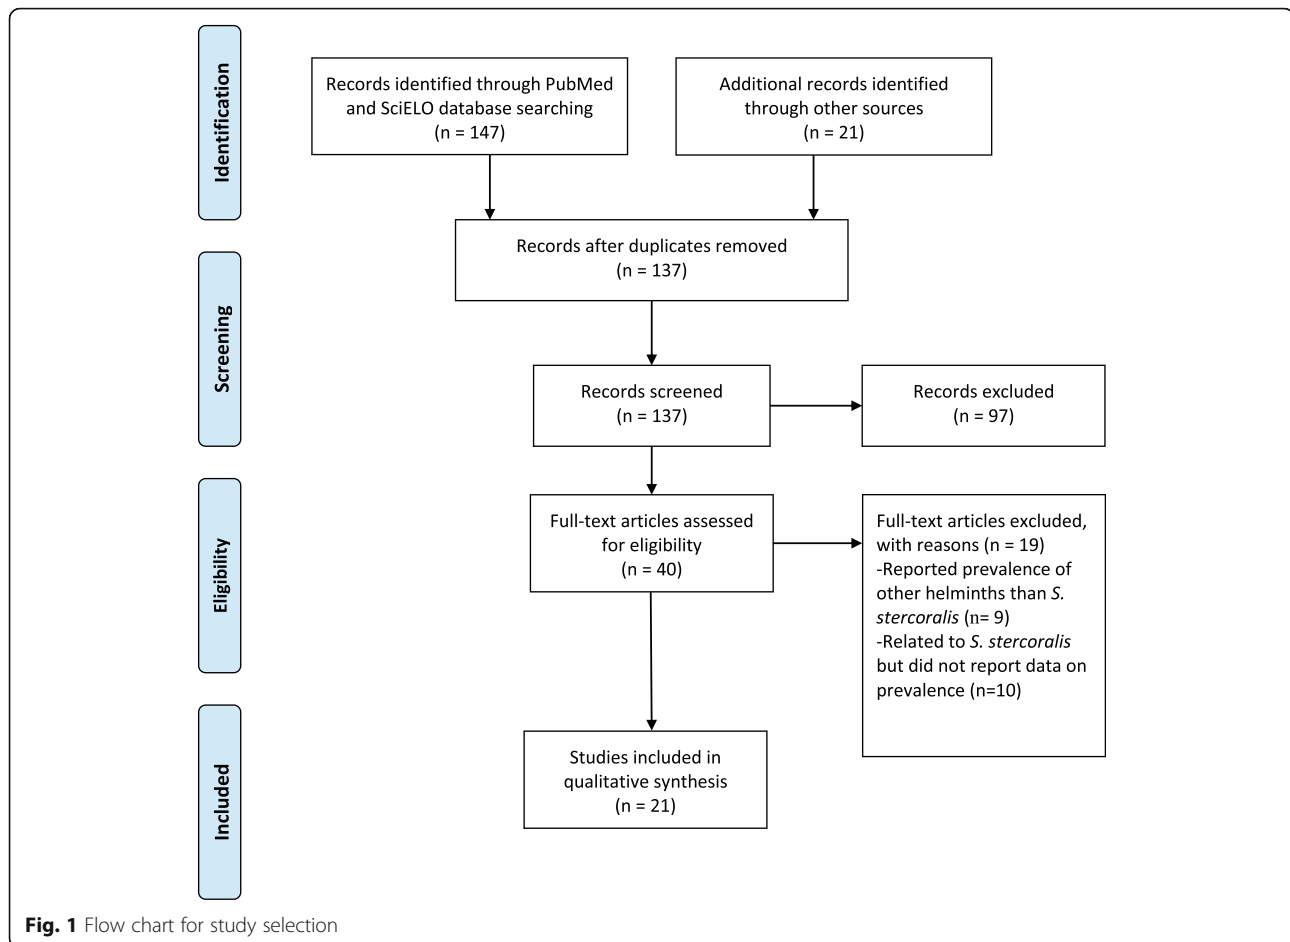 Identification
Records identified through PubMed
and SciELO database searching
(n = 147)
Additional records identified
through other sources
(n = 21)
Records after duplicates removed
(n = 137)
Screening
Records screened
(n = 137)
Records excluded
(n = 97)
Eligibility
Full-text articles assessed
for eligibility
(n = 40)
Full-text articles excluded,
with reasons (n = 19)
-Reported prevalence of
other helminths than S.
stercoralis (n= 9)
-Related to S. stercoralis
but did not report data on
prevalence (n=10)
Included
Studies included in
qualitative synthesis
(n = 21)
Fig. 1 Flow chart for study selection